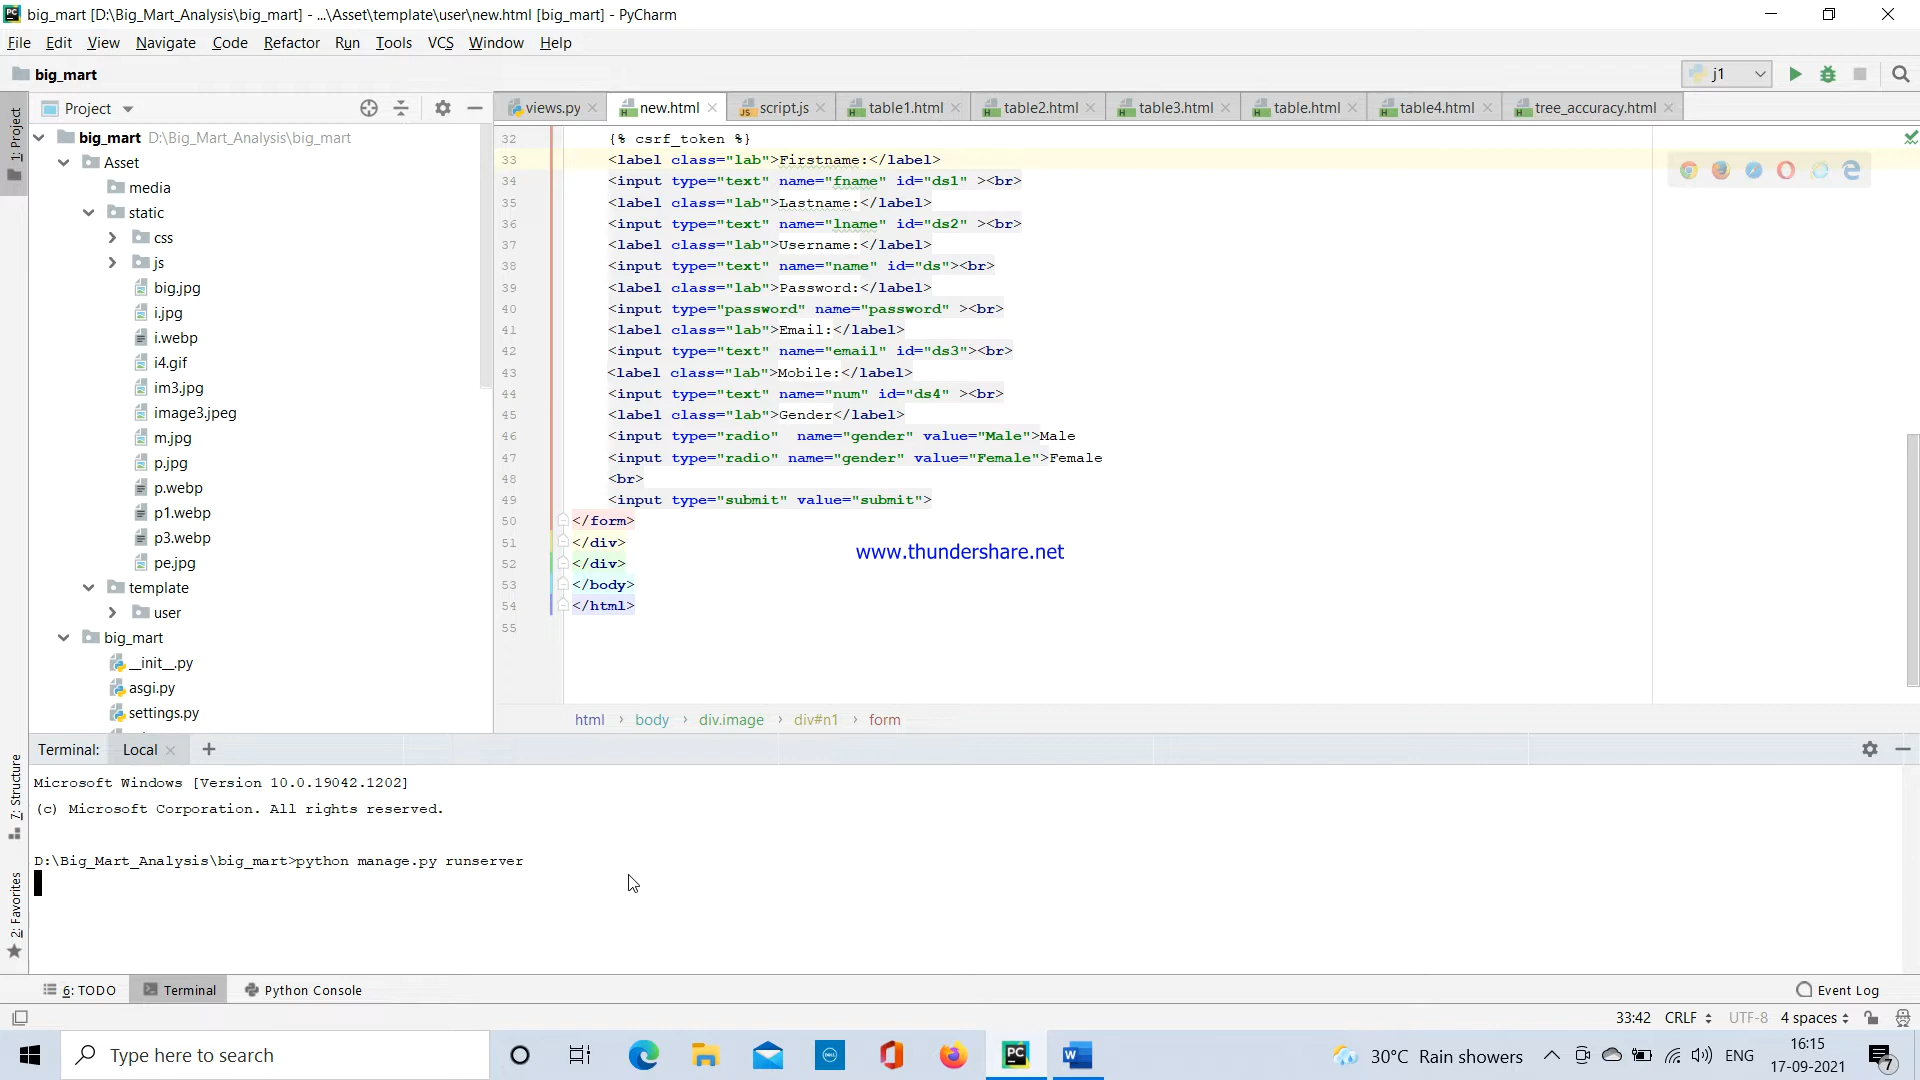 big_mart [D:\Big_Mart_Analysis\big_mart] - ...\Asset\template\user\new.html [big_mart] - PyCharm
File Edit View Navigate Code Refactor Run Tools VCS Window Help
big_mart
j1
1: Project
Project
views.py new.html script.js table1.html table2.html table3.html table.html table4.html tree_accuracy.html
big_mart D:\Big_Mart_Analysis\big_mart
Asset
media
static
css
js
big.jpg
i.jpg
i.webp
i4.gif
im3.jpg
image3.jpeg
m.jpg
p.jpg
p.webp
p1.webp
p3.webp
pe.jpg
template
user
big_mart
__init__.py
asgi.py
settings.py
32 {% csrf_token %}
33 <label class="lab">Firstname:</label>
34 <input type="text" name="fname" id="ds1" ><br>
35 <label class="lab">Lastname:</label>
36 <input type="text" name="lname" id="ds2" ><br>
37 <label class="lab">Username:</label>
38 <input type="text" name="name" id="ds"><br>
39 <label class="lab">Password:</label>
40 <input type="password" name="password" ><br>
41 <label class="lab">Email:</label>
42 <input type="text" name="email" id="ds3"><br>
43 <label class="lab">Mobile:</label>
44 <input type="text" name="num" id="ds4" ><br>
45 <label class="lab">Gender</label>
46 <input type="radio"  name="gender" value="Male">Male
47 <input type="radio" name="gender" value="Female">Female
48 <br>
49 <input type="submit" value="submit">
50 </form>
51 </div>
52 </div>
53 </body>
54 </html>
55
www.thundershare.net
html › body › div.image › div#n1 › form
Terminal: Local
Microsoft Windows [Version 10.0.19042.1202]
(c) Microsoft Corporation. All rights reserved.
D:\Big_Mart_Analysis\big_mart>python manage.py runserver
7: Structure
2: Favorites
6: TODO Terminal Python Console Event Log
33:42 CRLF UTF-8 4 spaces
Type here to search
DELL
PC
W
30°C Rain showers
ENG
16:15
17-09-2021
7